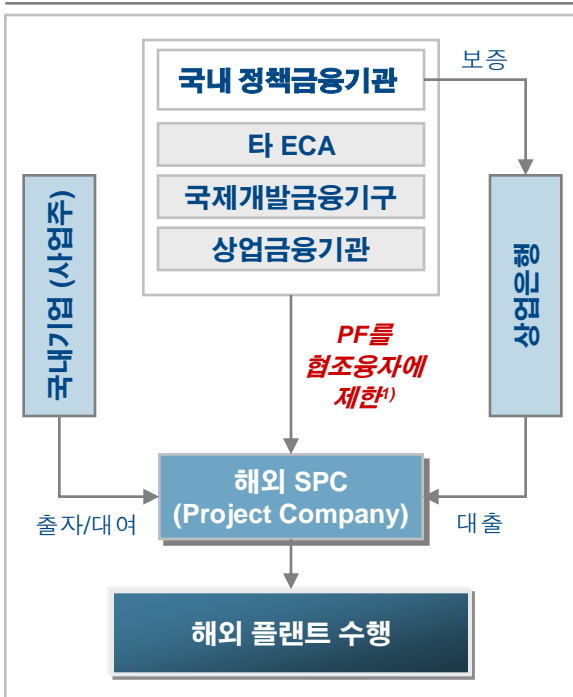 국내 정책금융기관
보증
타 ECA
국제개발금융기구
상업금융기관
국내기업 (사업주)
상업은행
PF를
협조융자에
제한1)
해외 SPC
(Project Company)
출자/대여
대출
해외 플랜트 수행